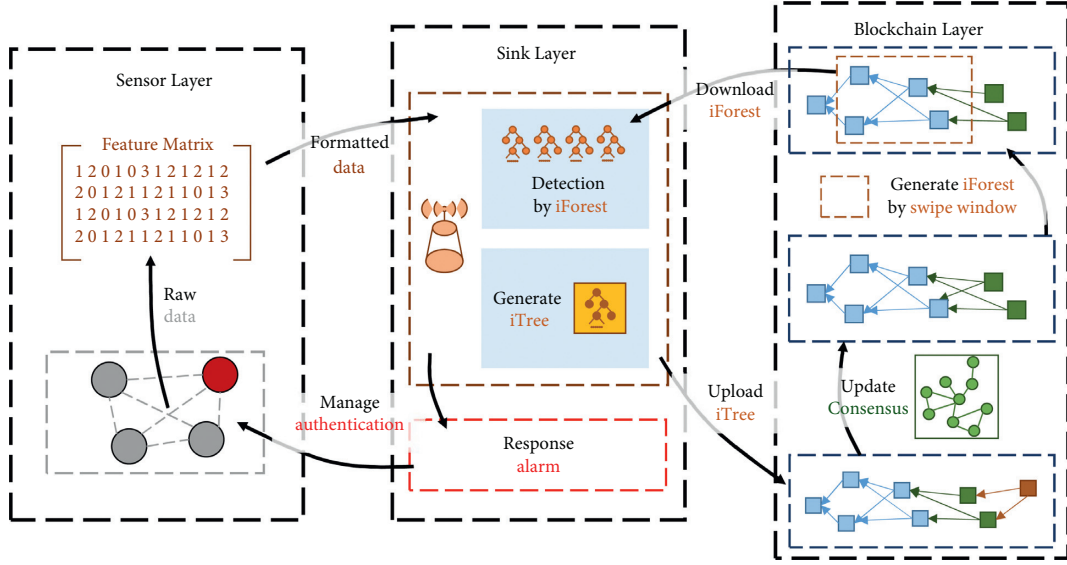 Sensor Layer
Feature Matrix
1 2 0 1 0 3 1 2 1 2 1 2
2 0 1 2 1 1 2 1 1 0 1 3
1 2 0 1 0 3 1 2 1 2 1 2
2 0 1 2 1 1 2 1 1 0 1 3
Raw
data
Formatted
data
Manage
authentication
Sink Layer
Detection
by iForest
Generate
iTree
Response
alarm
Download
iForest
Upload
iTree
Blockchain Layer
Generate iForest
by swipe window
Update
Consensus